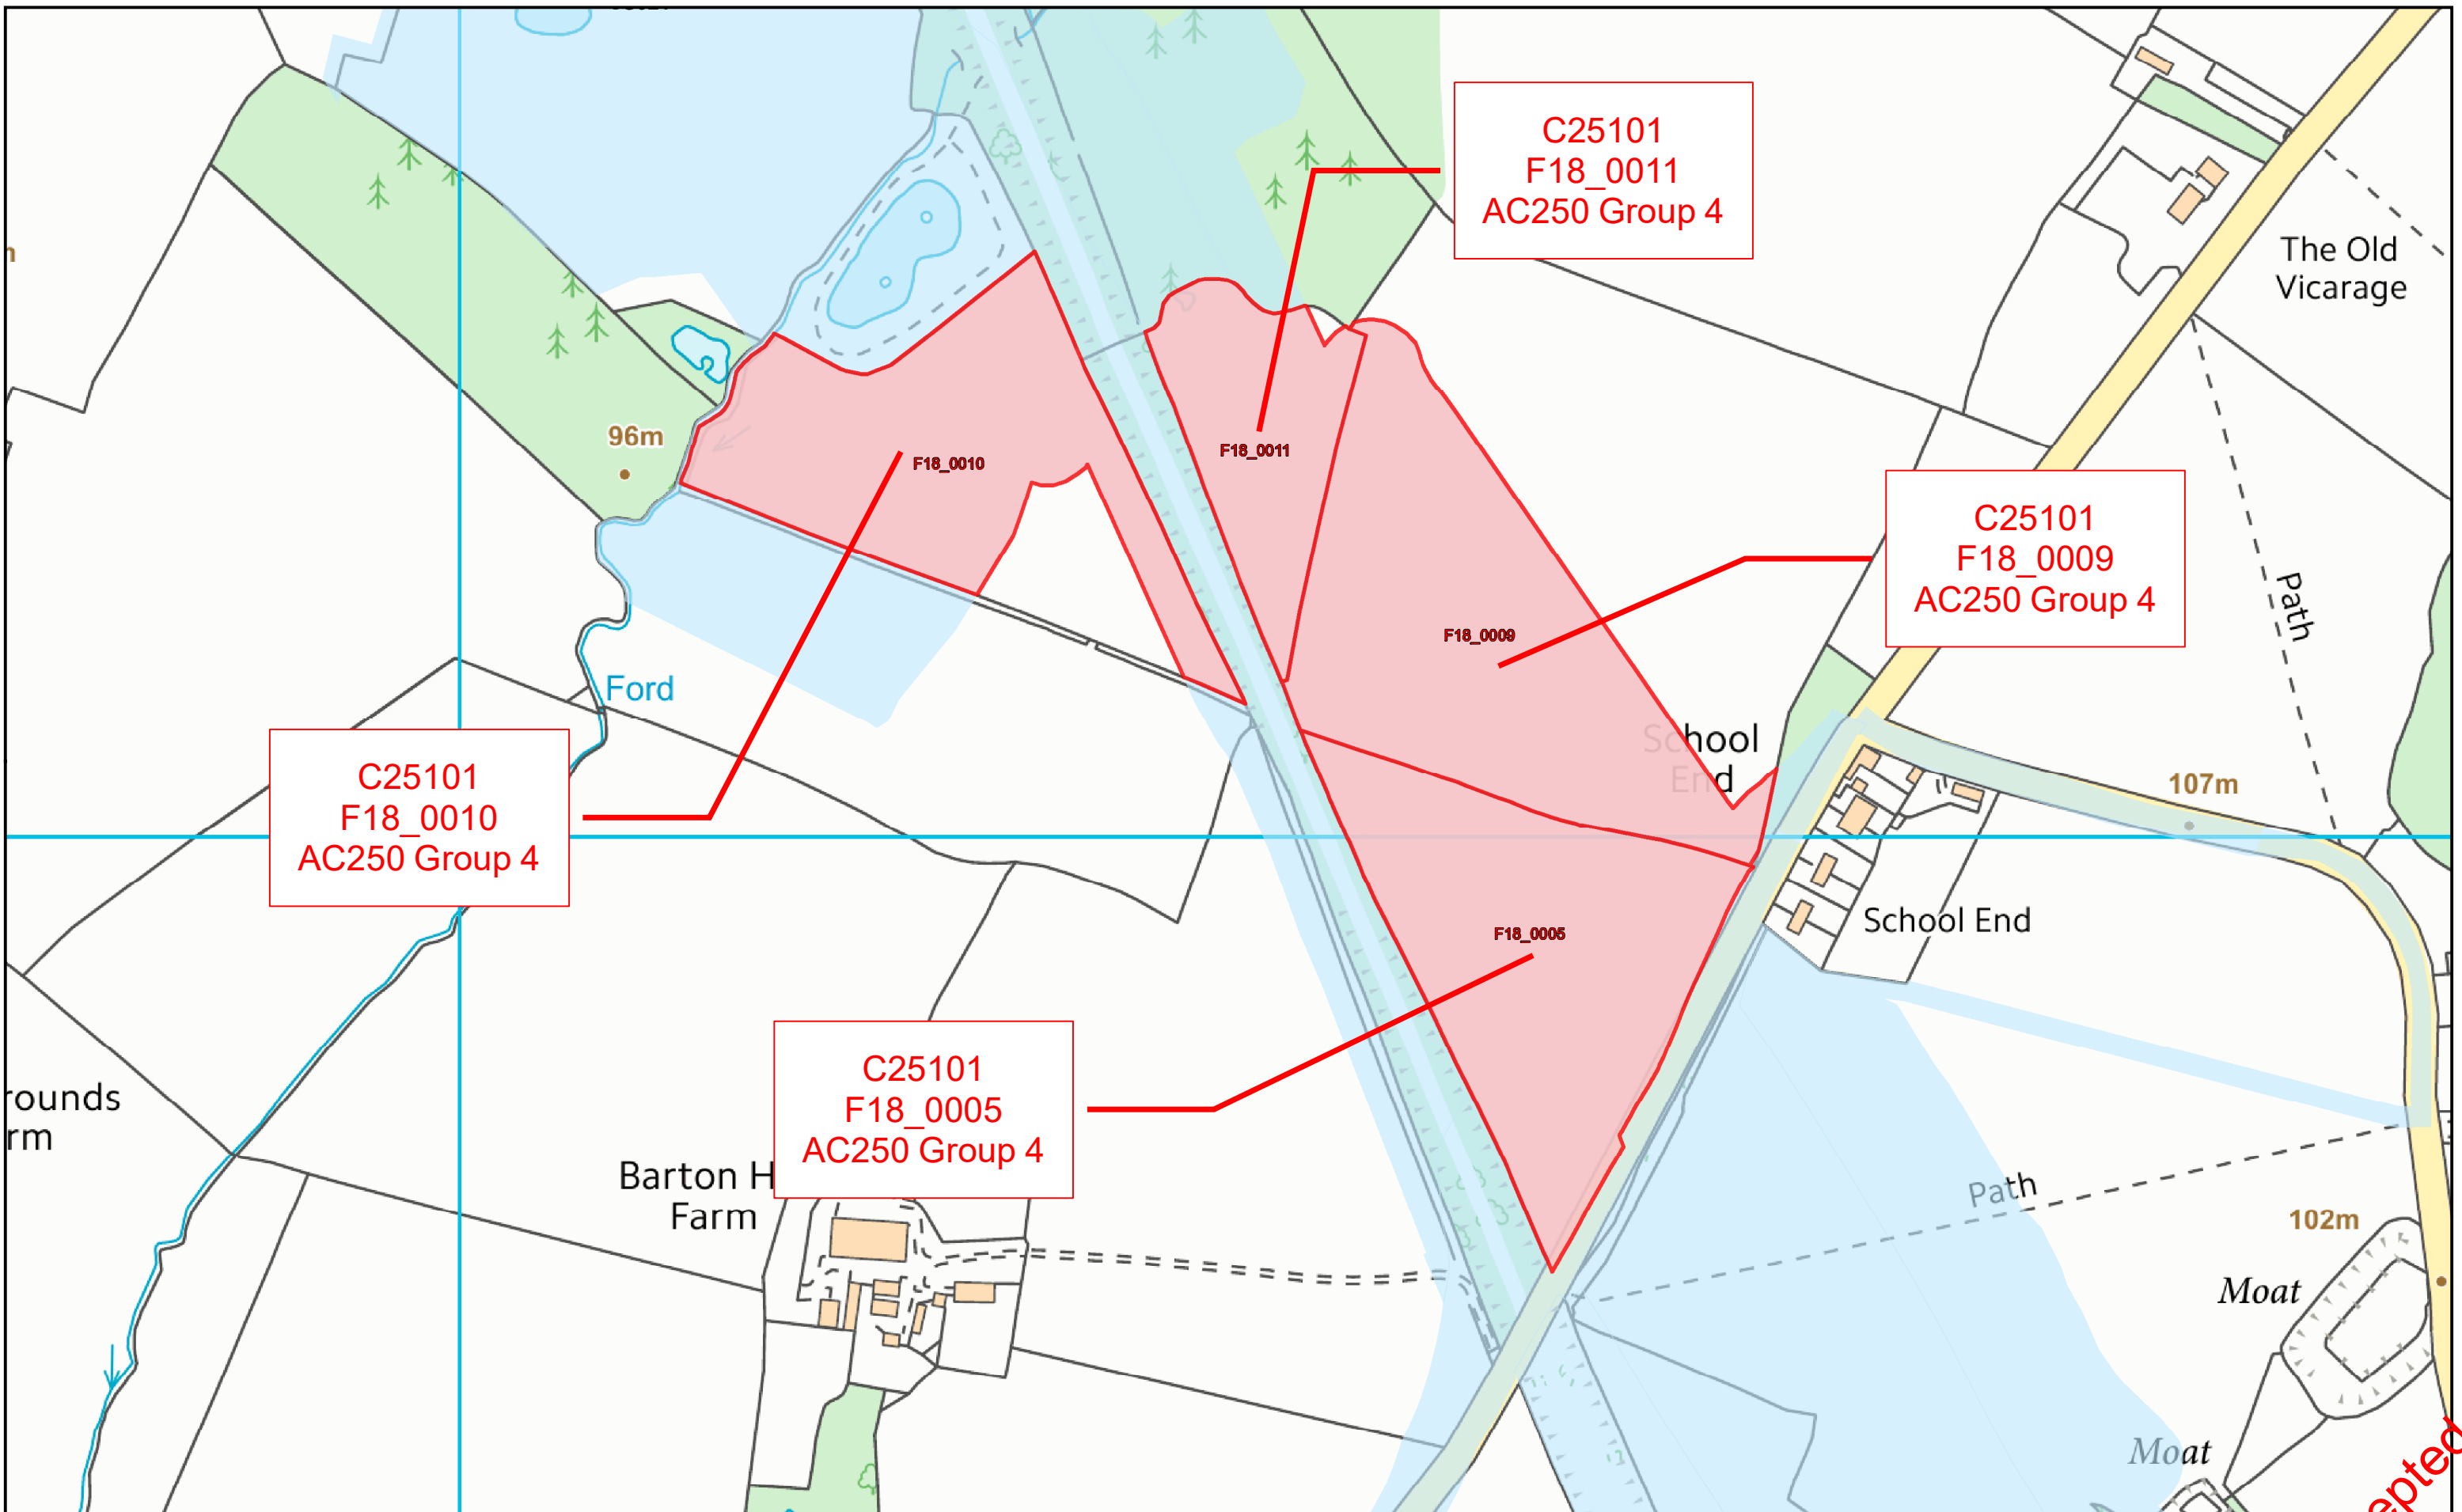 C25101
F18_0011
AC250 Group 4
The Old
Vicarage
96m
F18_0010
F18_0011
C25101
F18_0009
AC250 Group 4
Path
F18_0009
Ford
School
End
C25101
F18_0010
AC250 Group 4
107m
School End
F18_0005
C25101
F18_0005
AC250 Group 4
rounds
rm
Barton H
Farm
Path
102m
Moat
Moat
epted